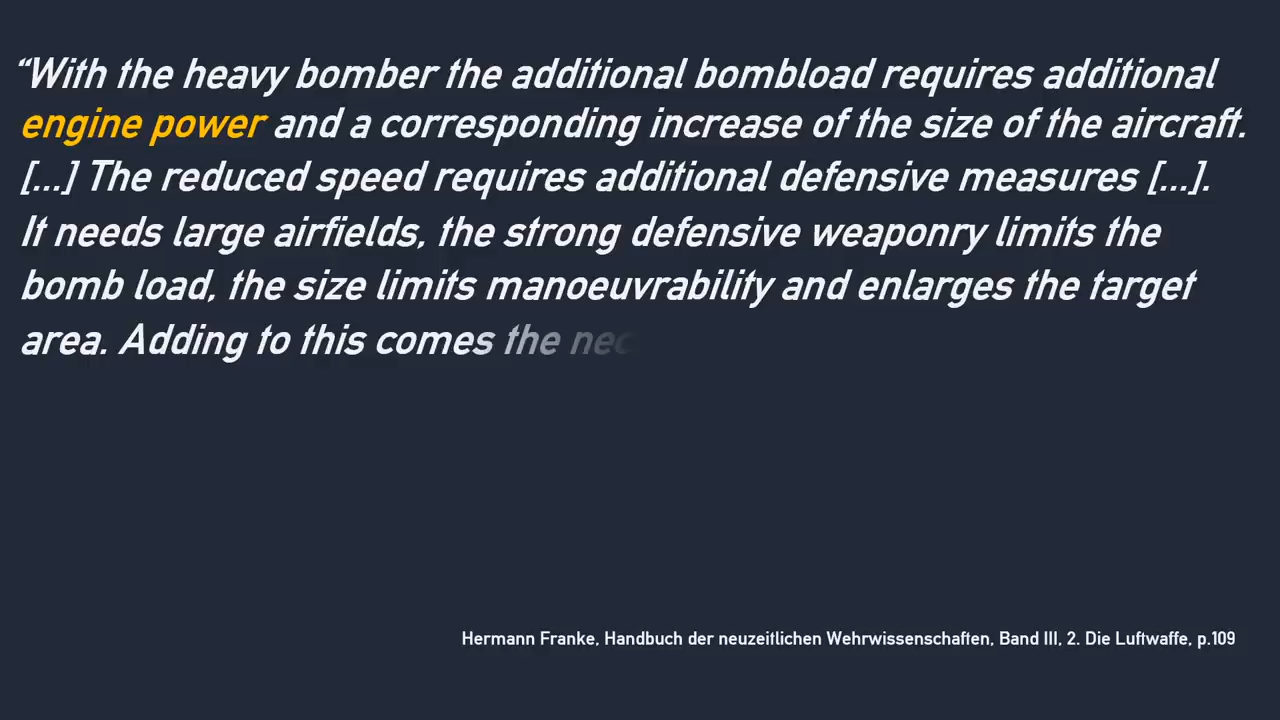 “With the heavy bomber the additional bombload requires additional
engine power and a corresponding increase of the size of the aircraft.
[...] The reduced speed requires additional defensive measures [...].
It needs large airfields, the strong defensive weaponry limits the
bomb load, the size limits manoeuvrability and enlarges the target
area. Adding to this comes the
Hermann Franke, Handbuch der neuzeitlichen Wehrwissenschaften, Band III, 2. Die Luftwaffe, p.109